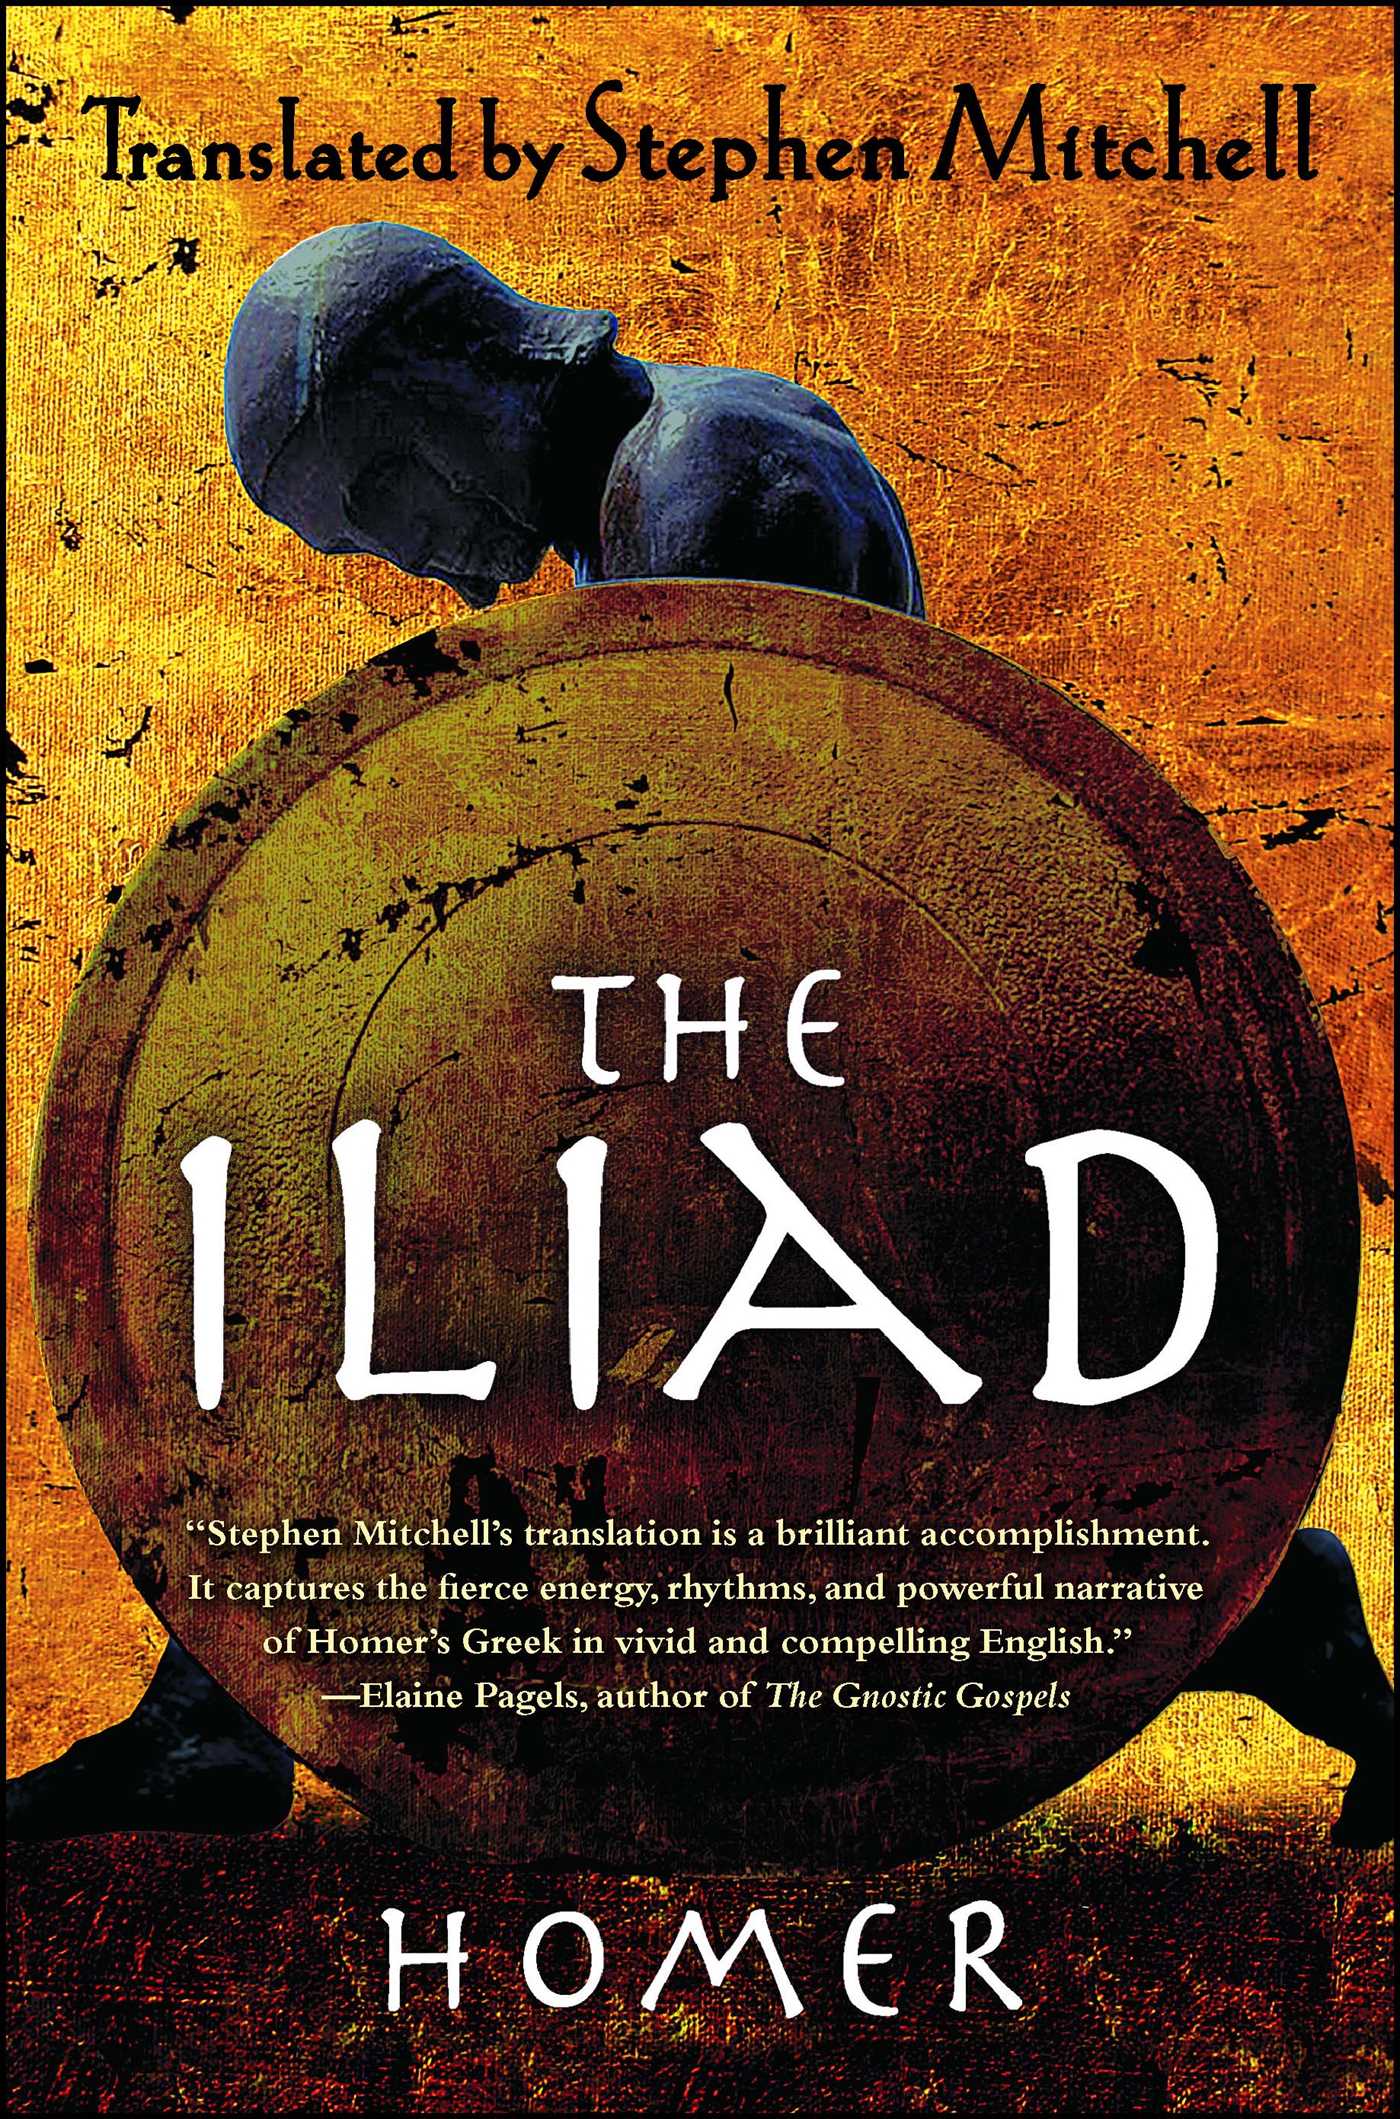 Translated by Stephen Mitchell
THE
ILIAD
“Stephen Mitchell’s translation is a brilliant accomplishment.
It captures the fierce energy, rhythms, and powerful narrative
of Homer’s Greek in vivid and compelling English.”
—Elaine Pagels, author of The Gnostic Gospels
HOMER